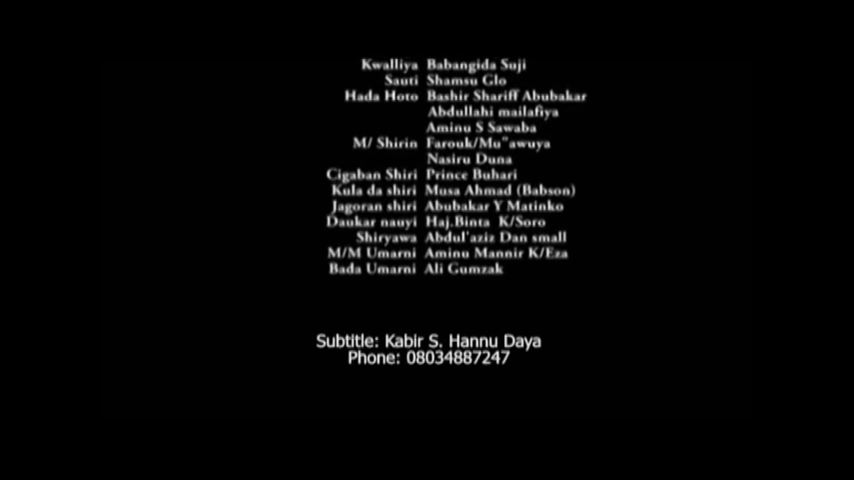 Kwalliya Babangida Suji
Sauti Shamsu Glo
Hada Hoto Bashir Shariff Abubakar
Abdullahi mailafiya
Aminu S Sawaba
M/ Shirin Farouk/Mu"awuya
Nasiru Duna
Cigaban Shiri Prince Buhari
Kula da shiri Musa Ahmad (Babson)
Jagoran shiri Abubakar Y Matinko
Daukar nauyi Haj.Binta K/Soro
Shiryawa Abdul'aziz Dan small
M/M Umarni Aminu Mannir K/Eza
Bada Umarni Ali Gumzak
Subtitle: Kabir S. Hannu Daya
Phone: 08034887247